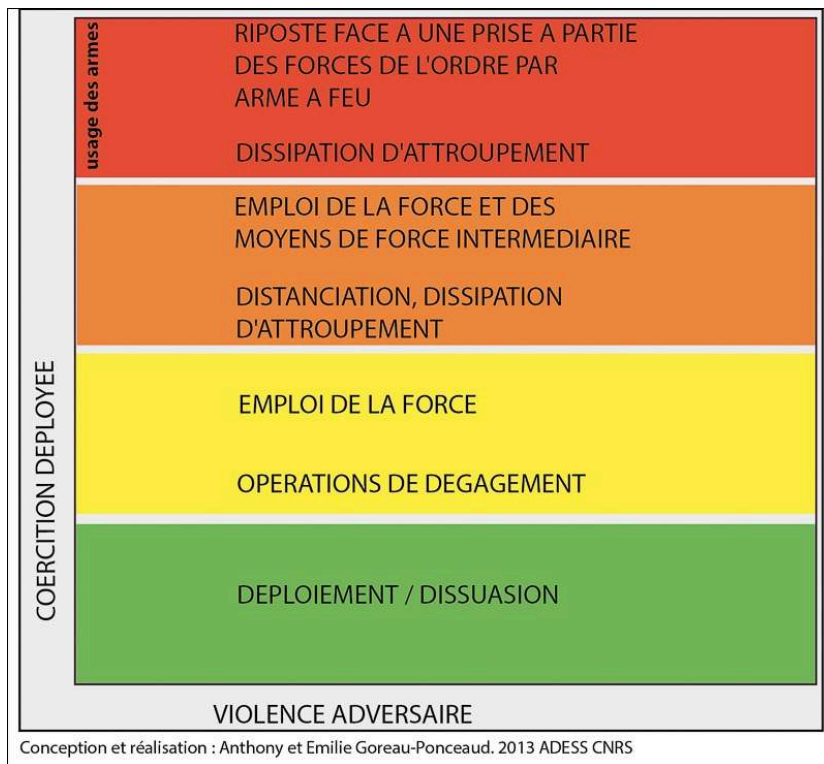 usage des armes
RIPOSTE FACE A UNE PRISE A PARTIE
DES FORCES DE L'ORDRE PAR
ARME A FEU
DISSIPATION D'ATTROUPEMENT
EMPLOI DE LA FORCE ET DES
MOYENS DE FORCE INTERMEDIAIRE
DISTANCIATION, DISSIPATION
D'ATTROUPEMENT
EMPLOI DE LA FORCE
OPERATIONS DE DEGAGEMENT
DEPLOIEMENT / DISSUASION
COERCITION DEPLOYEE
VIOLENCE ADVERSAIRE
Conception et réalisation : Anthony et Emilie Goreau-Ponceaud. 2013 ADESS CNRS